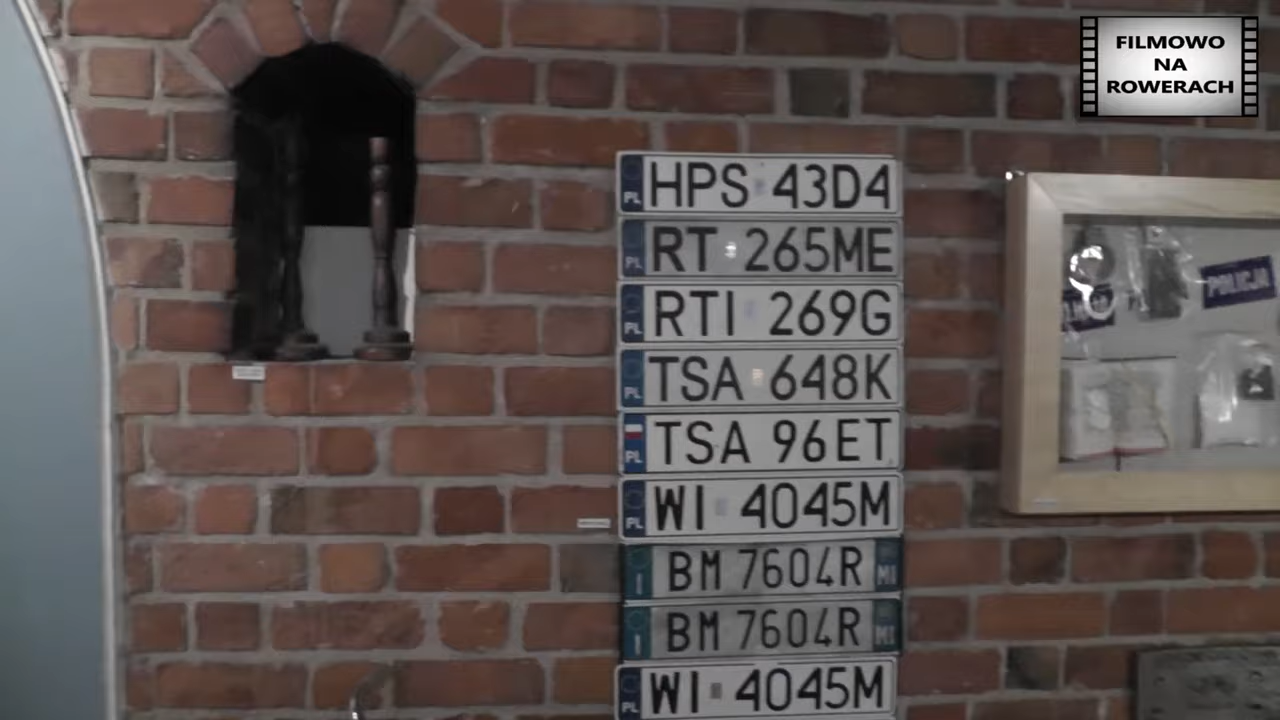 FILMOWO
NA
ROWERACH
PL HPS 43D4
PL RT 265ME
PL RTI 269G
PL TSA 648K
PL TSA 96ET
PL WI 4045M
I BM 7604R MI
I BM 7604R MI
PL WI 4045M
POLICJA